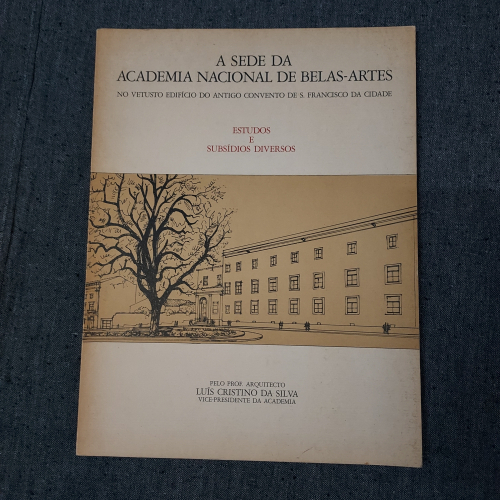 A SEDE DA
ACADEMIA NACIONAL DE BELAS-ARTES
NO VETUSTO EDIFÍCIO DO ANTIGO CONVENTO DE S. FRANCISCO DA CIDADE
ESTUDOS
E
SUBSÍDIOS DIVERSOS
PELO PROF. ARQUITECTO
LUÍS CRISTINO DA SILVA
VICE-PRESIDENTE DA ACADEMIA